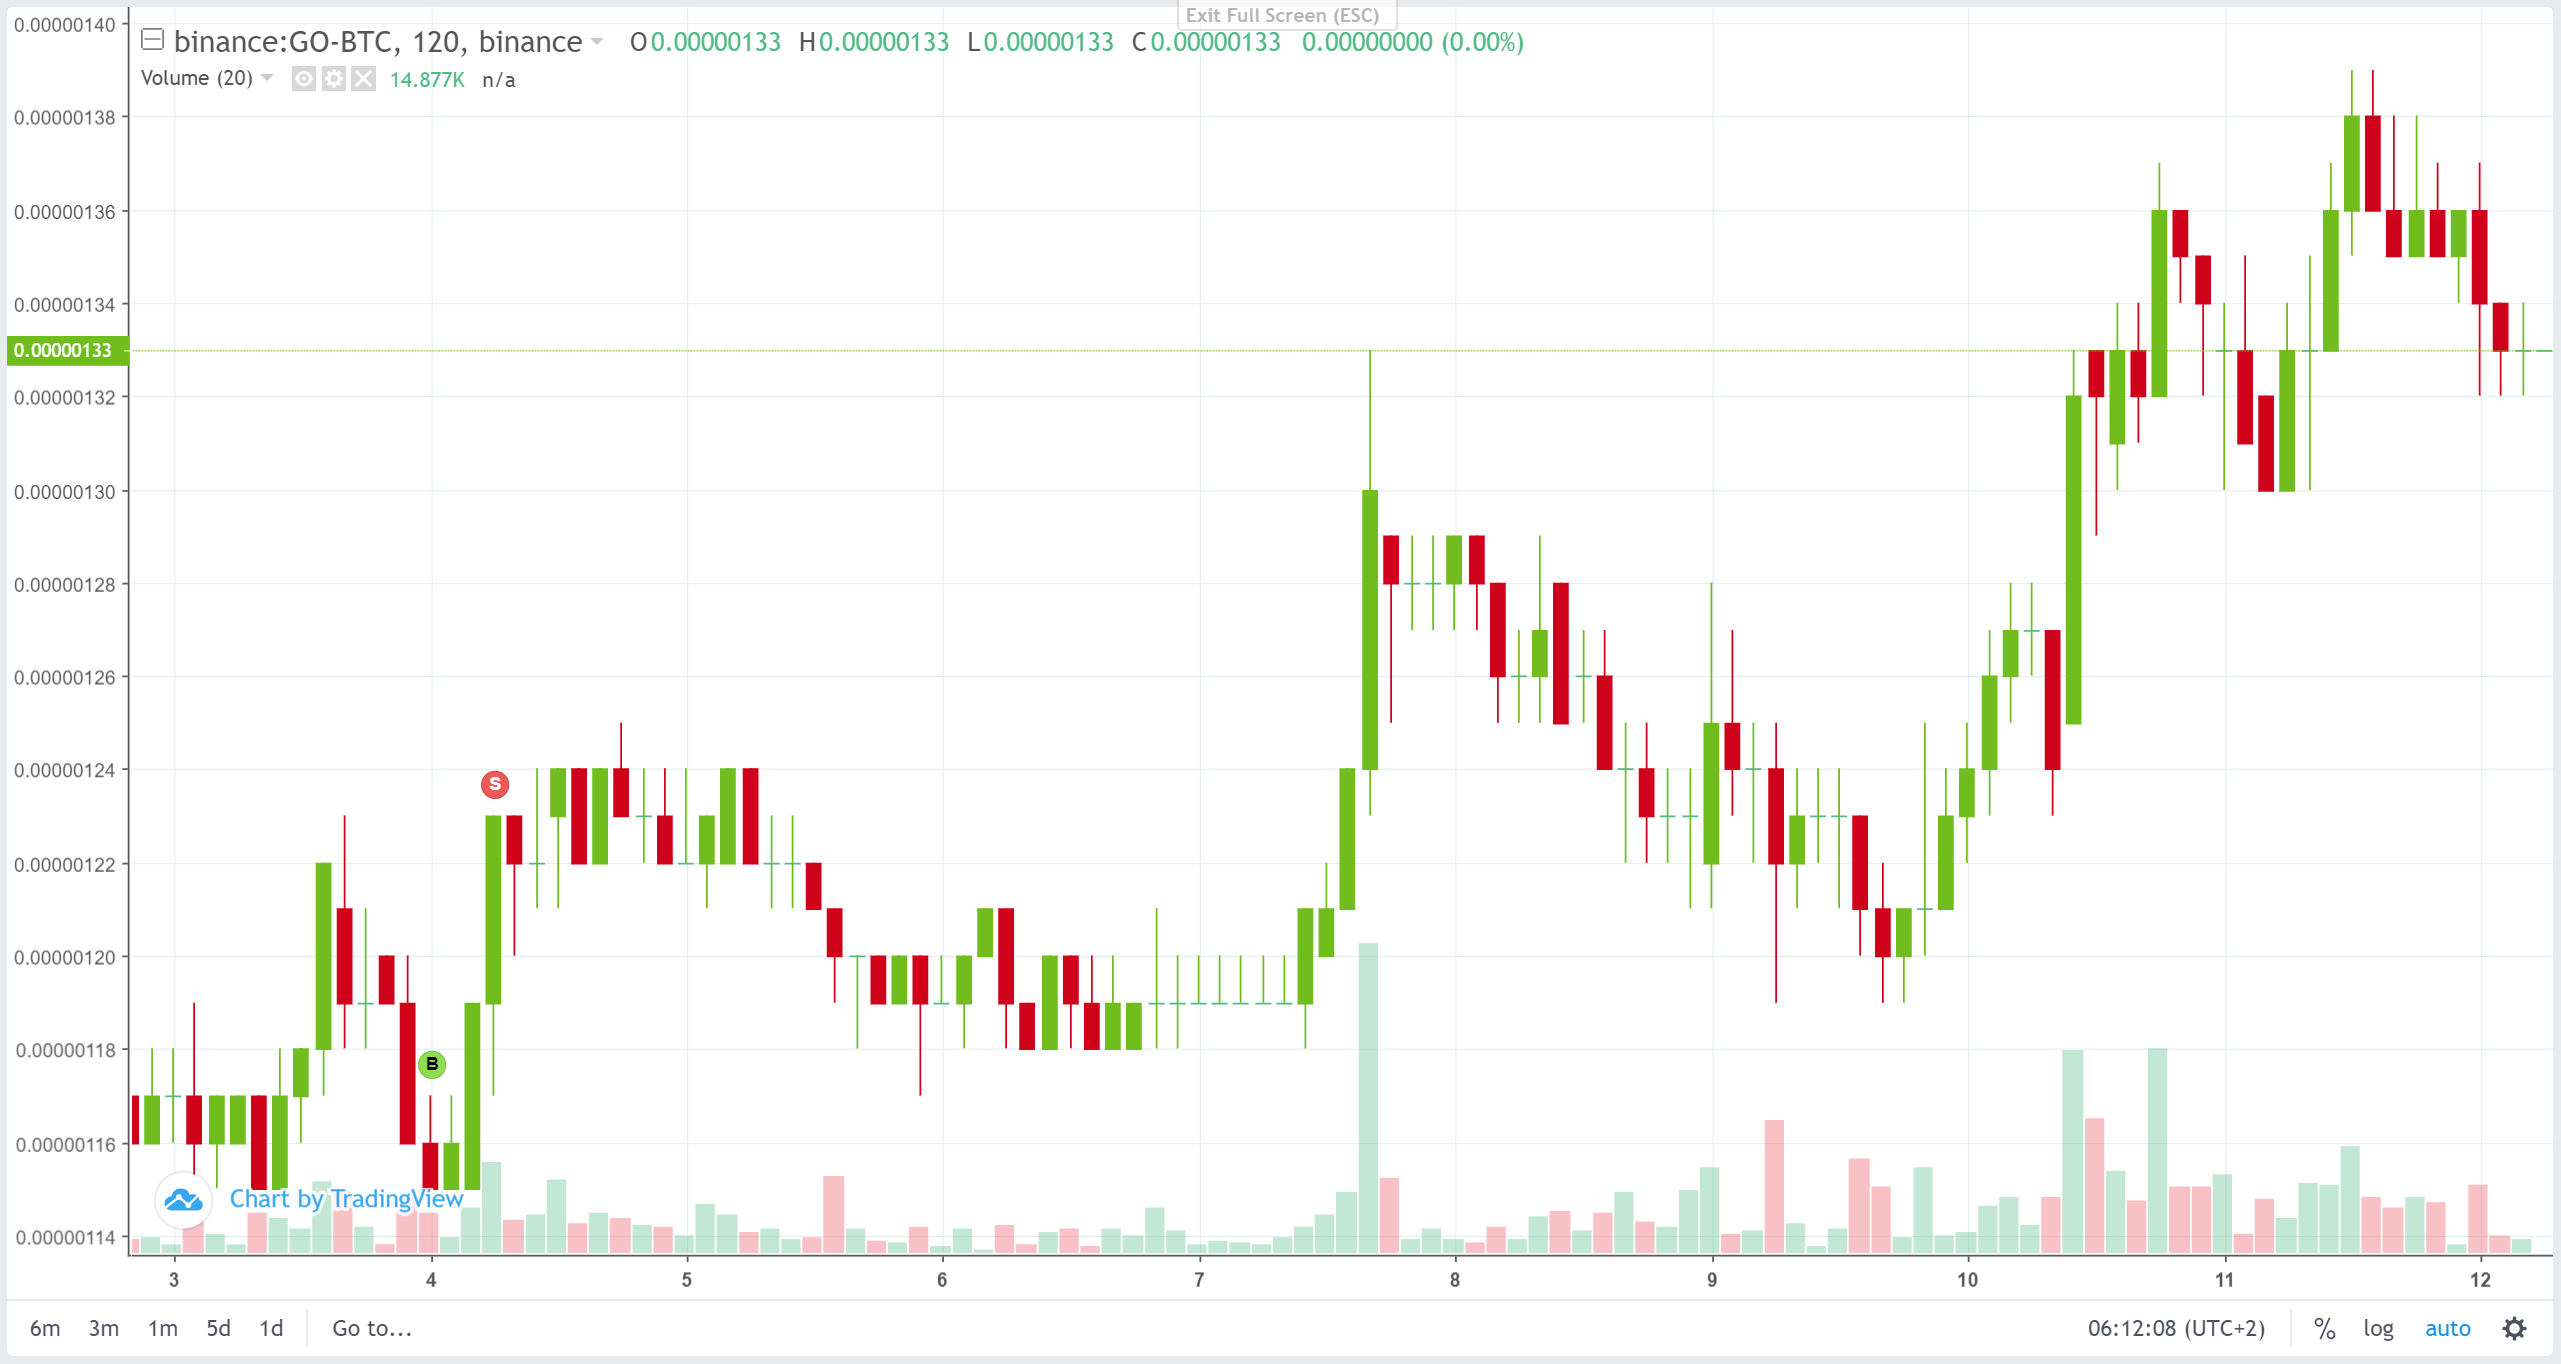 Exit Full Screen (ESC)
binance:GO-BTC, 120, binance O0.00000133 H0.00000133 L0.00000133 C0.00000133 0.00000000 (0.00%)
Volume (20) 14.877K n/a
0.00000140
0.00000138
0.00000136
0.00000134
0.00000133
0.00000132
0.00000130
0.00000128
0.00000126
0.00000124
S
0.00000122
0.00000120
0.00000118
B
0.00000116
Chart by TradingView
0.00000114
3 4 5 6 7 8 9 10 11 12
6m 3m 1m 5d 1d Go to... 06:12:08 (UTC+2) % log auto